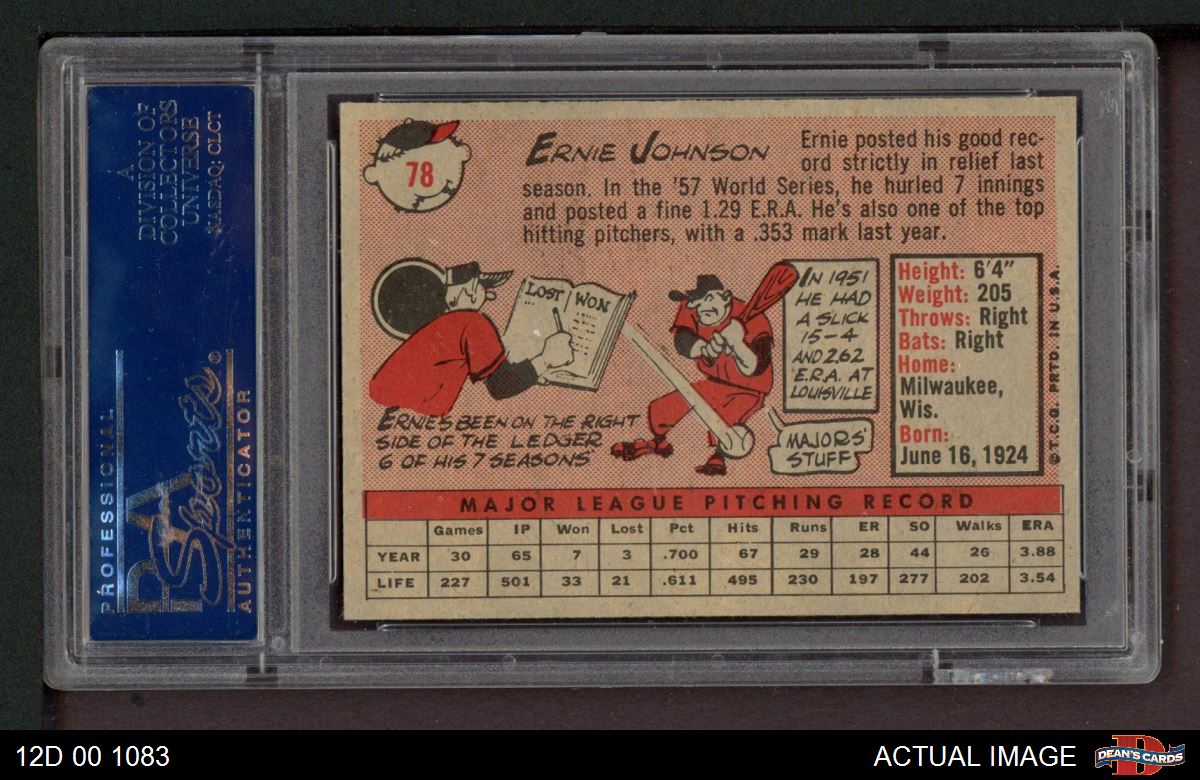 A
DIVISION OF
COLLECTORS
UNIVERSE
NASDAQ: CLCT
PROFESSIONAL
PSA
Sports®
AUTHENTICATOR
78
ERNIE JOHNSON
Ernie posted his good rec-
ord strictly in relief last
season. In the '57 World Series, he hurled 7 innings
and posted a fine 1.29 E.R.A. He's also one of the top
hitting pitchers, with a .353 mark last year.
LOST WON
ERNIE'S BEEN ON THE RIGHT
SIDE OF THE LEDGER
6 OF HIS 7 SEASONS
IN 1951
HE HAD
A SLICK
15-4
AND 2.62
E.R.A. AT
LOUISVILLE
MAJORS'
STUFF
Height: 6'4"
Weight: 205
Throws: Right
Bats: Right
Home:
Milwaukee,
Wis.
Born:
June 16, 1924
©T.C.G. PRTD. IN U.S.A.
MAJOR LEAGUE PITCHING RECORD
Games IP Won Lost Pct Hits Runs ER SO Walks ERA
YEAR 30 65 7 3 .700 67 29 28 44 26 3.88
LIFE 227 501 33 21 .611 495 230 197 277 202 3.54
12D 00 1083
ACTUAL IMAGE
D
DEAN'S CARDS